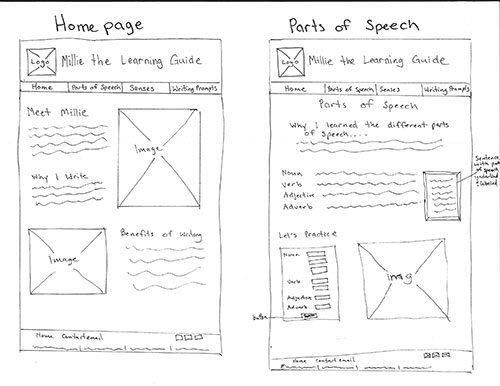 Home page
Logo
Millie the Learning Guide
Home
Parts of Speech
Senses
Writing Prompts
Meet Millie
Image
Why I Write
Image
Benefits of Writing
Home Contact email
Parts of Speech
Logo
Millie the Learning Guide
Home
Parts of Speech
Senses
Writing Prompts
Parts of Speech
Why I learned the different parts
of speech....
Noun
Verb
Adjective
Adverb
Sentence
with parts
of speech
underlined
& labeled
Let's Practice
Noun
Verb
Adjective
Adverb
button
Home Contact email